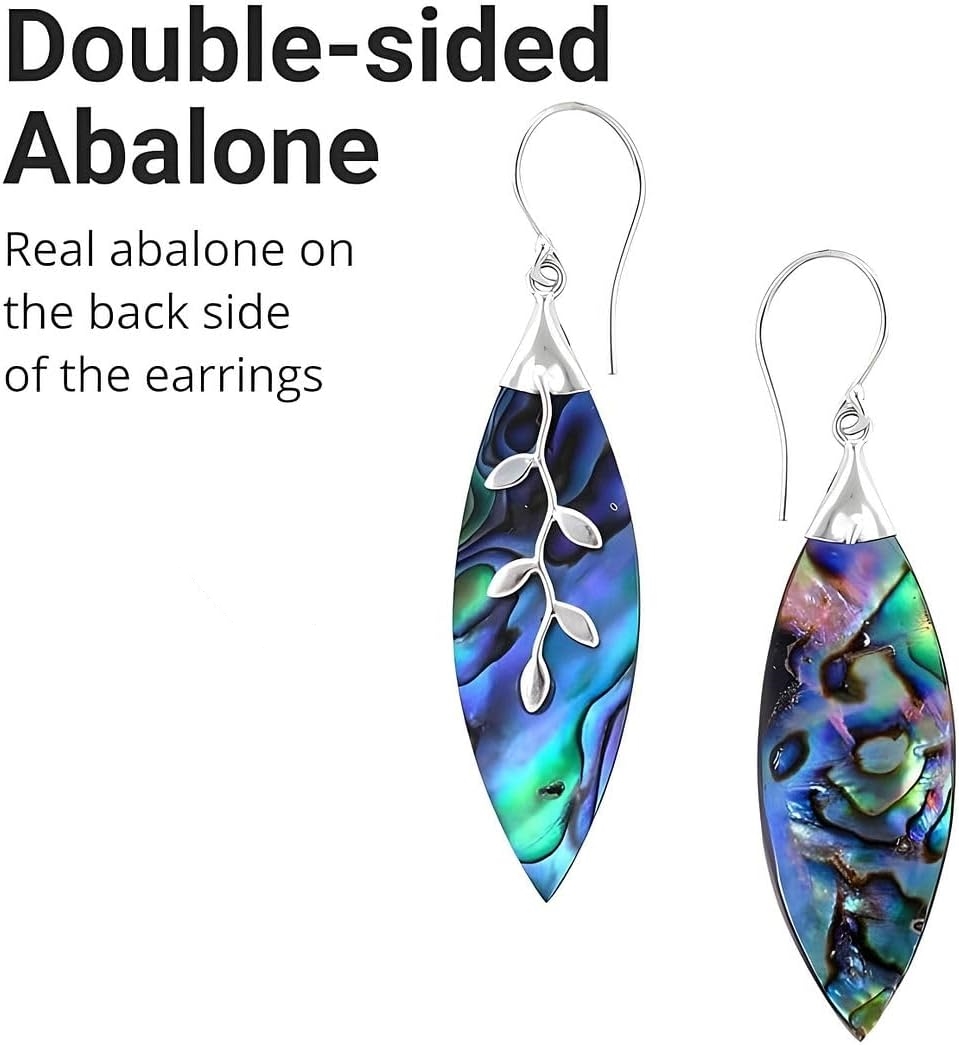 Double-sided
Abalone
Real abalone on
the back side
of the earrings